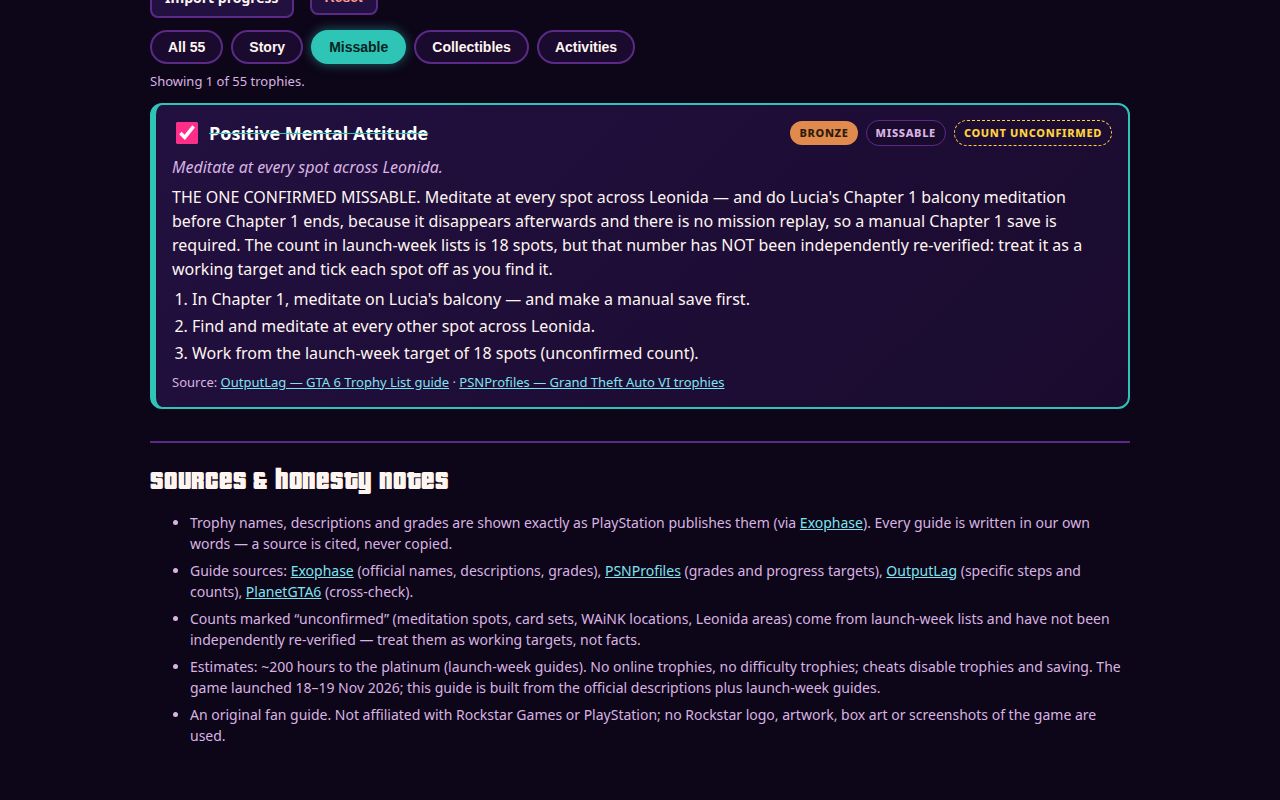 Import progress Reset
All 55 Story Missable Collectibles Activities
Showing 1 of 55 trophies.
Positive Mental Attitude BRONZE MISSABLE COUNT UNCONFIRMED
Meditate at every spot across Leonida.
THE ONE CONFIRMED MISSABLE. Meditate at every spot across Leonida — and do Lucia's Chapter 1 balcony meditation
before Chapter 1 ends, because it disappears afterwards and there is no mission replay, so a manual Chapter 1 save is
required. The count in launch-week lists is 18 spots, but that number has NOT been independently re-verified: treat it as a
working target and tick each spot off as you find it.
1. In Chapter 1, meditate on Lucia's balcony — and make a manual save first.
2. Find and meditate at every other spot across Leonida.
3. Work from the launch-week target of 18 spots (unconfirmed count).
Source: OutputLag — GTA 6 Trophy List guide · PSNProfiles — Grand Theft Auto VI trophies
sources & honesty notes
• Trophy names, descriptions and grades are shown exactly as PlayStation publishes them (via Exophase). Every guide is written in our own
words — a source is cited, never copied.
• Guide sources: Exophase (official names, descriptions, grades), PSNProfiles (grades and progress targets), OutputLag (specific steps and
counts), PlanetGTA6 (cross-check).
• Counts marked “unconfirmed” (meditation spots, card sets, WAiNK locations, Leonida areas) come from launch-week lists and have not been
independently re-verified — treat them as working targets, not facts.
• Estimates: ~200 hours to the platinum (launch-week guides). No online trophies, no difficulty trophies; cheats disable trophies and saving. The
game launched 18–19 Nov 2026; this guide is built from the official descriptions plus launch-week guides.
• An original fan guide. Not affiliated with Rockstar Games or PlayStation; no Rockstar logo, artwork, box art or screenshots of the game are
used.